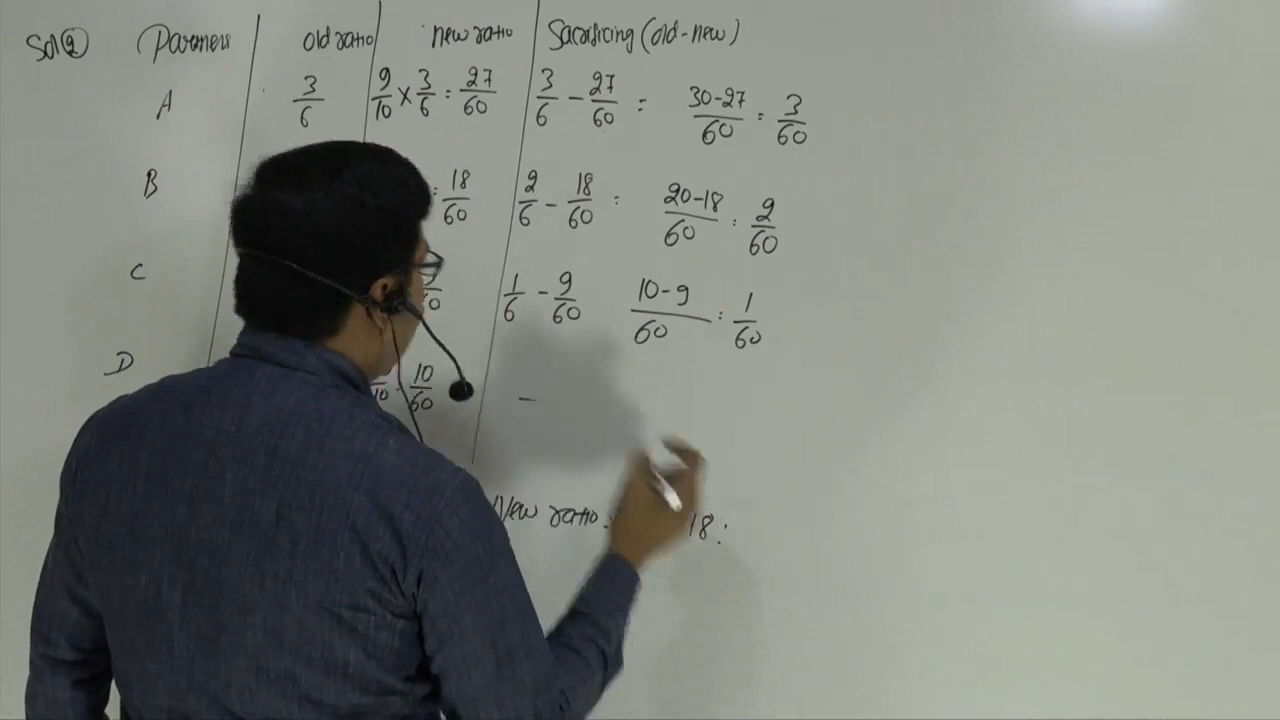 Sol 2 Partners old ratio new ratio Sacrificing (old-new)
A 3/6 9/10 × 3/6 = 27/60 3/6 - 27/60 = 30-27/60 = 3/60
B = 18/60 2/6 - 18/60 = 20-18/60 = 2/60
C 1/6 - 9/60 10-9/60 = 1/60
D 10/60 -
New ratio: 18: